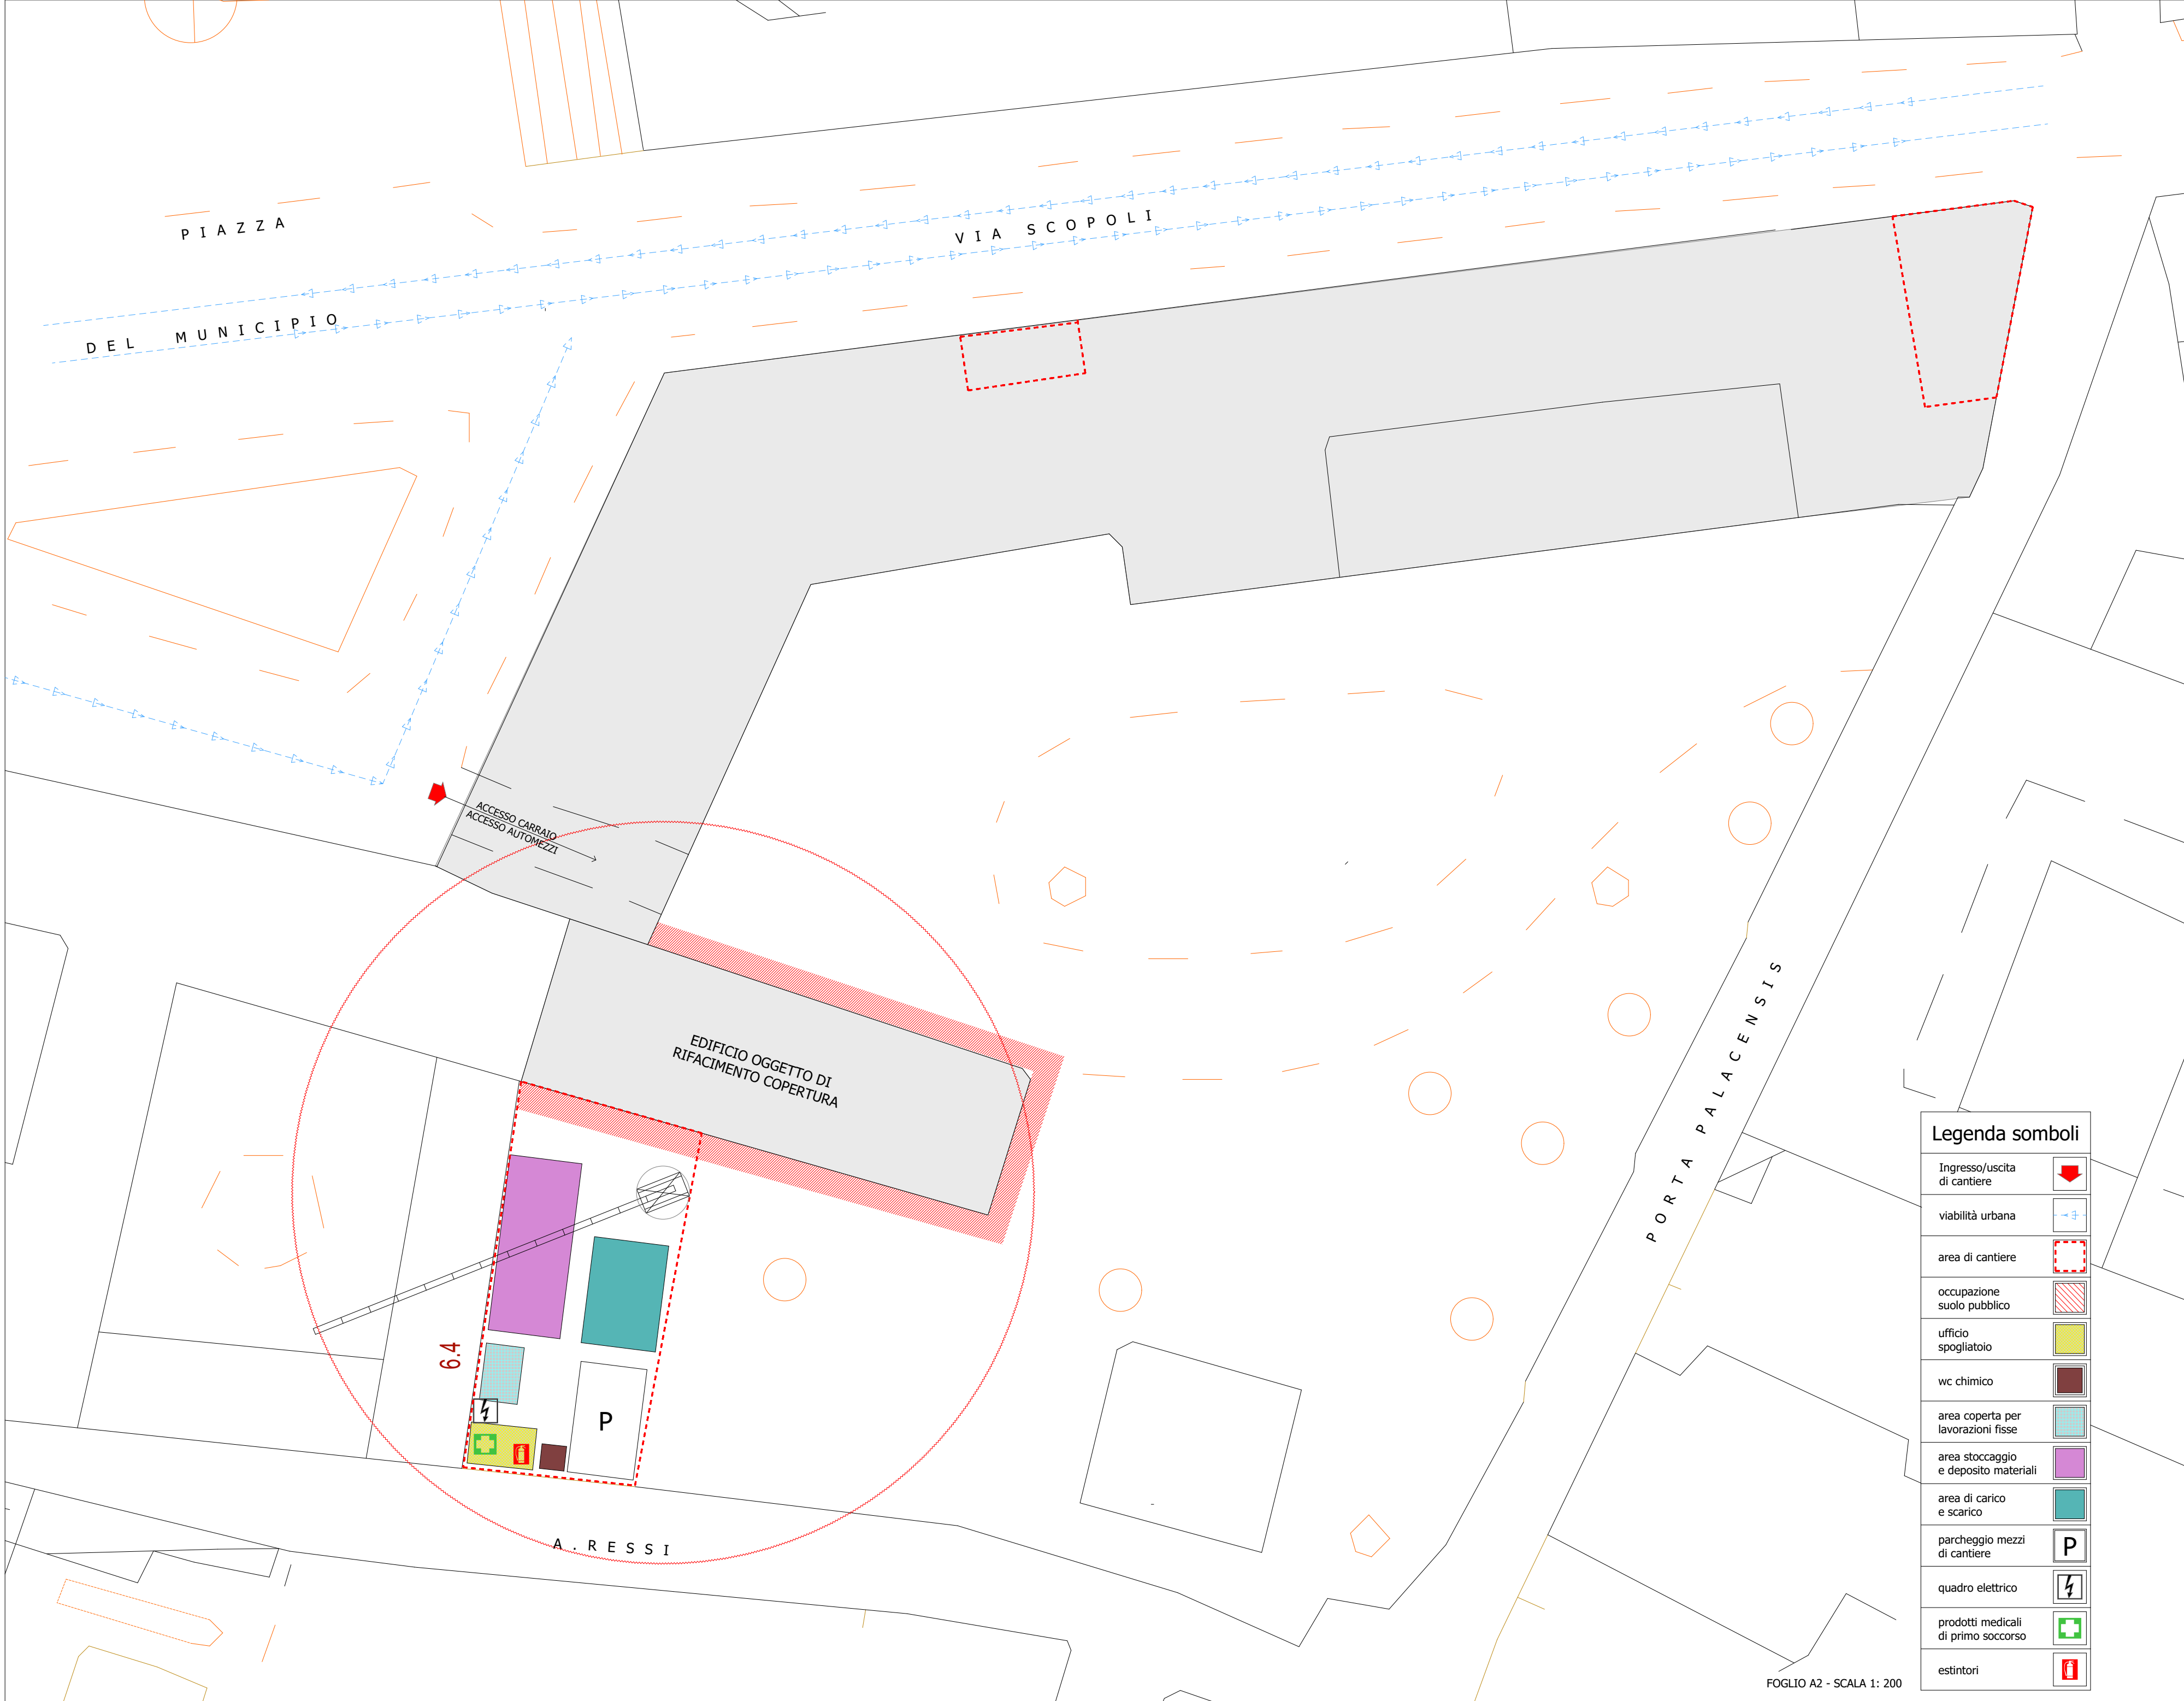 PIAZZA
DEL MUNICIPIO
VIA SCOPOLI
ACCESSO CARRAIO
ACCESSO AUTOMEZZI
EDIFICIO OGGETTO DI
RIFACIMENTO COPERTURA
PORTA PALACENSIS
6.4
P
A. RESSI
Legenda somboli
Ingresso/uscita
di cantiere
viabilità urbana
area di cantiere
occupazione
suolo pubblico
ufficio
spogliatoio
wc chimico
area coperta per
lavorazioni fisse
area stoccaggio
e deposito materiali
area di carico
e scarico
parcheggio mezzi
di cantiere
P
quadro elettrico
prodotti medicali
di primo soccorso
estintori
FOGLIO A2 - SCALA 1: 200